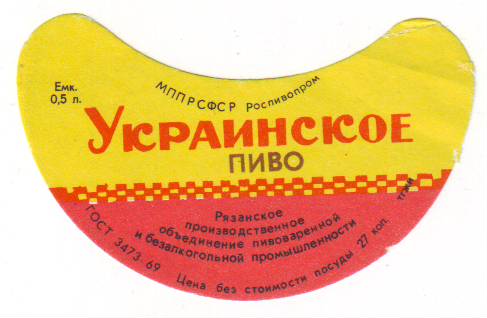 МППРСФСР Роспивопром
Емк.
0,5 л.
УКРАИНСКОЕ
ПИВО
Рязанское
производственное
объединение пивоваренной
и безалкогольной промышленности
ГОСТ 3473-69 Цена без стоимости посуды 27 коп.